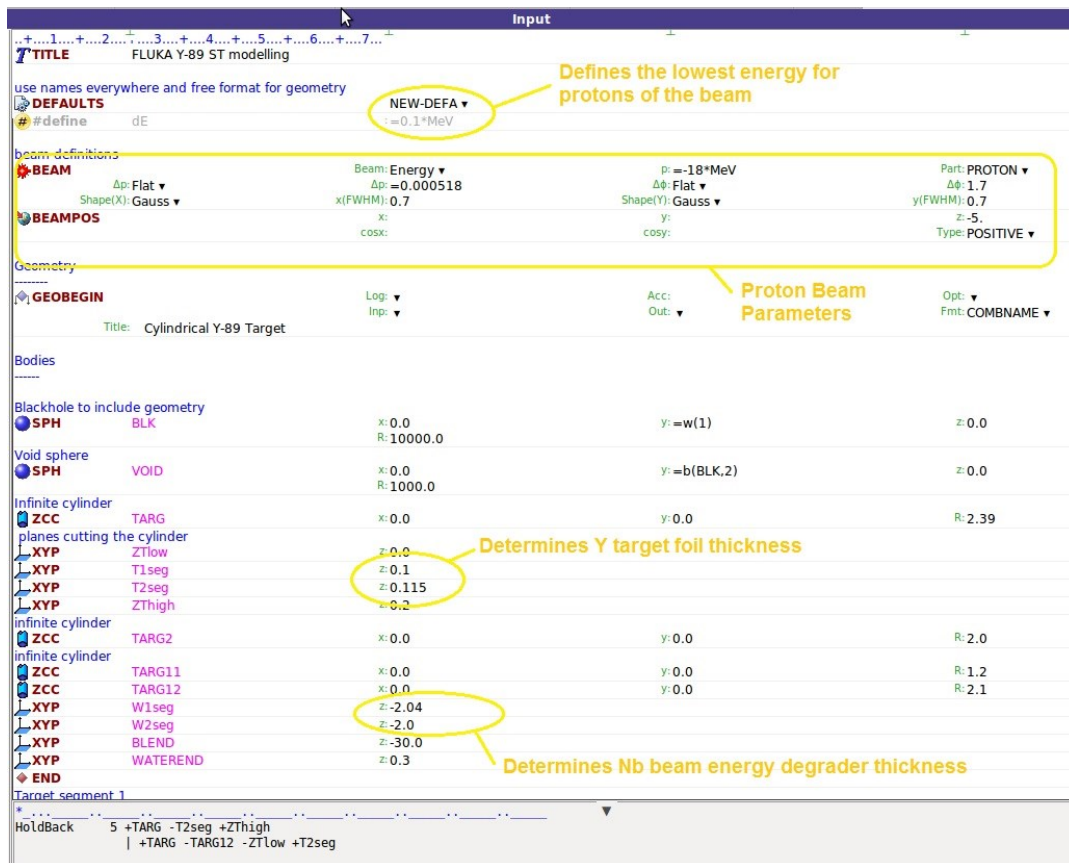 Input
..+....1....+....2....+....3....+....4....+....5....+....6....+....7...
TITLE FLUKA Y-89 ST modelling
use names everywhere and free format for geometry
Defines the lowest energy for
protons of the beam
DEFAULTS NEW-DEFA ▼
#define dE :=0.1*MeV
beam definitions
BEAM Beam: Energy ▼ p: =-18*MeV Part: PROTON ▼
Δp: Flat ▼ Δp: =0.000518 Δϕ: Flat ▼ Δϕ: 1.7
Shape(X): Gauss ▼ x(FWHM): 0.7 Shape(Y): Gauss ▼ y(FWHM): 0.7
BEAMPOS x: y: z: -5.
cosx: cosy: Type: POSITIVE ▼
Geometry
--------
Proton Beam
Parameters
GEOBEGIN Log: ▼ Acc: Opt: ▼
Inp: ▼ Out: ▼ Fmt: COMBNAME ▼
Title: Cylindrical Y-89 Target
Bodies
------
Blackhole to include geometry
SPH BLK x: 0.0 y: =w(1) z: 0.0
R: 10000.0
Void sphere
SPH VOID x: 0.0 y: =b(BLK,2) z: 0.0
R: 1000.0
Infinite cylinder
ZCC TARG x: 0.0 y: 0.0 R: 2.39
planes cutting the cylinder
Determines Y target foil thickness
XYP ZTlow z: 0.0
XYP T1seg z: 0.1
XYP T2seg z: 0.115
XYP ZThigh z: 0.2
infinite cylinder
ZCC TARG2 x: 0.0 y: 0.0 R: 2.0
infinite cylinder
ZCC TARG11 x: 0.0 y: 0.0 R: 1.2
ZCC TARG12 x: 0.0 y: 0.0 R: 2.1
XYP W1seg z: -2.04
XYP W2seg z: -2.0
XYP BLEND z: -30.0
XYP WATEREND z: 0.3
Determines Nb beam energy degrader thickness
END
Target segment 1
*_...._____..._____..._____..._____..._____..._____..._____
HoldBack 5 +TARG -T2seg +ZThigh
| +TARG -TARG12 -ZTlow +T2seg